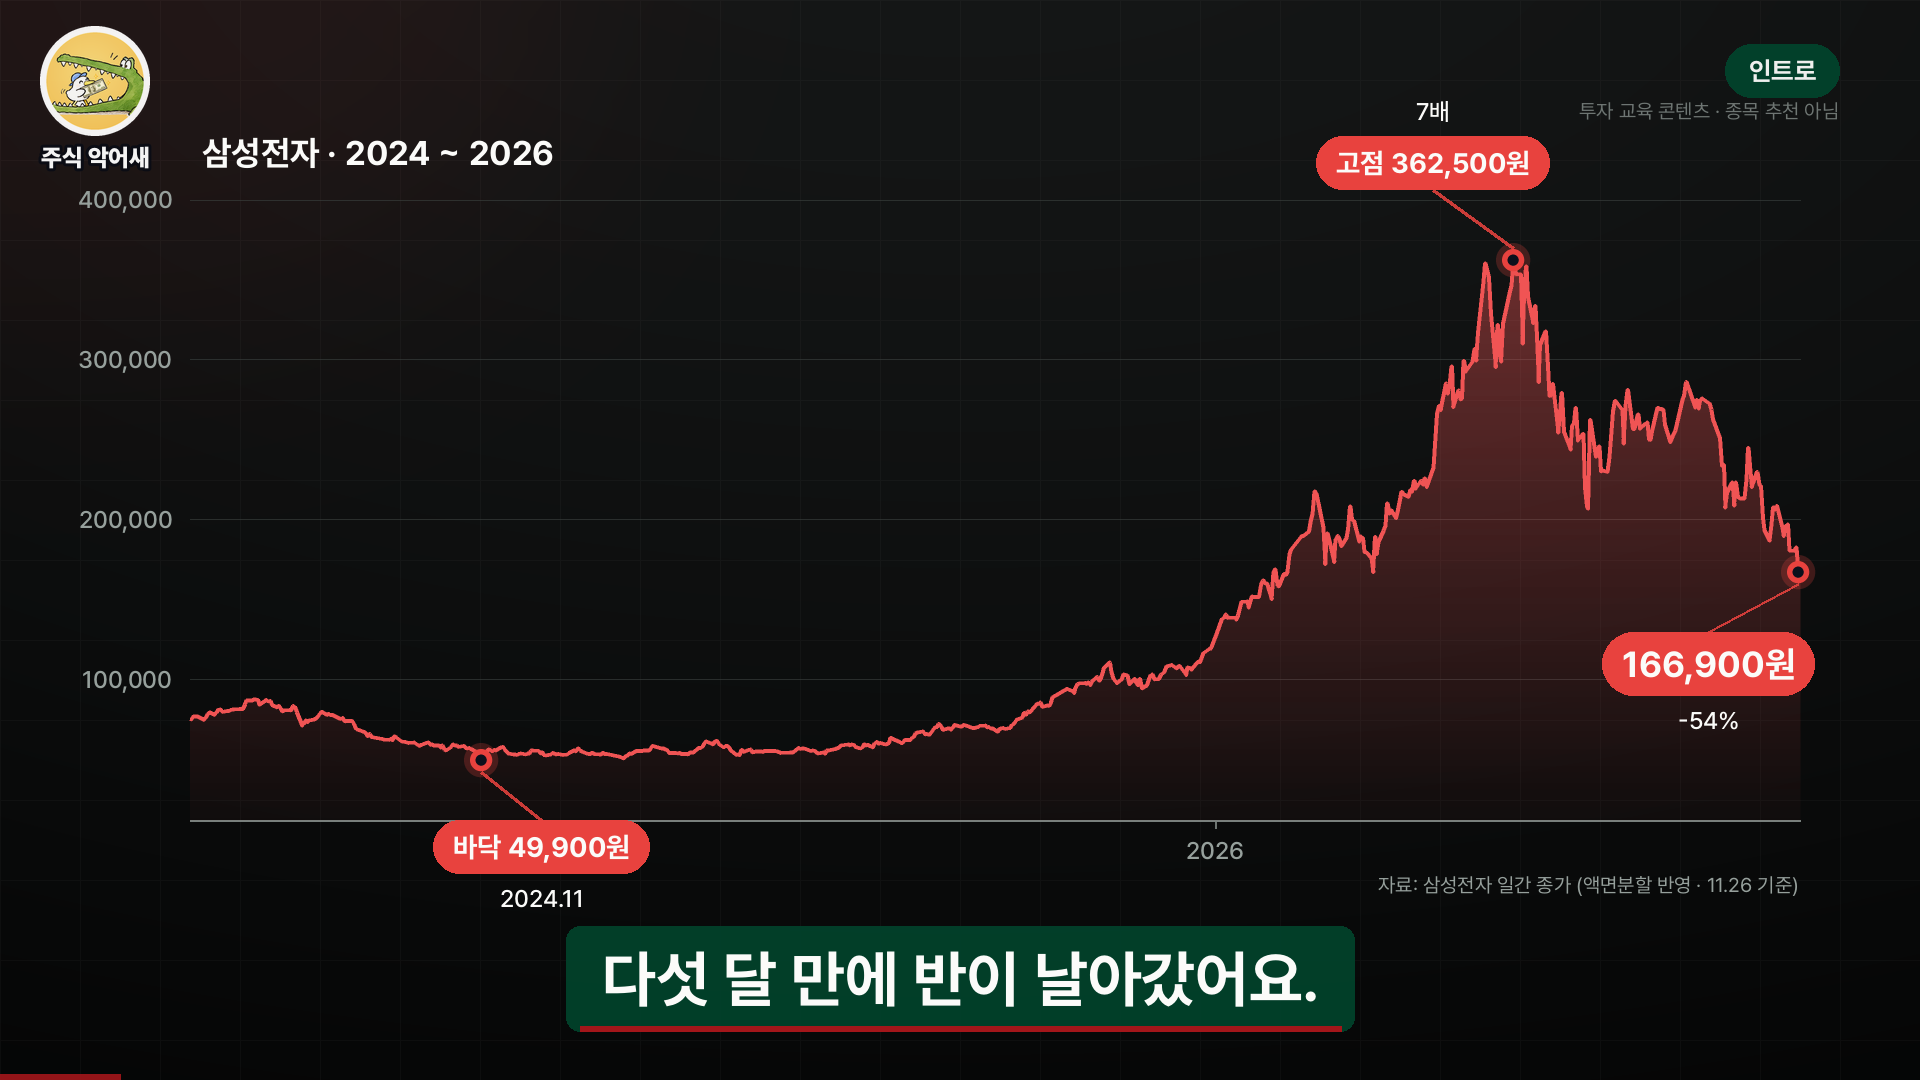 인트로
투자 교육 콘텐츠 · 종목 추천 아님
주식 악어새
삼성전자 · 2024 ~ 2026
7배
고점 362,500원
400,000
300,000
200,000
100,000
166,900원
-54%
바닥 49,900원
2024.11
2026
자료: 삼성전자 일간 종가 (액면분할 반영 · 11.26 기준)
다섯 달 만에 반이 날아갔어요.